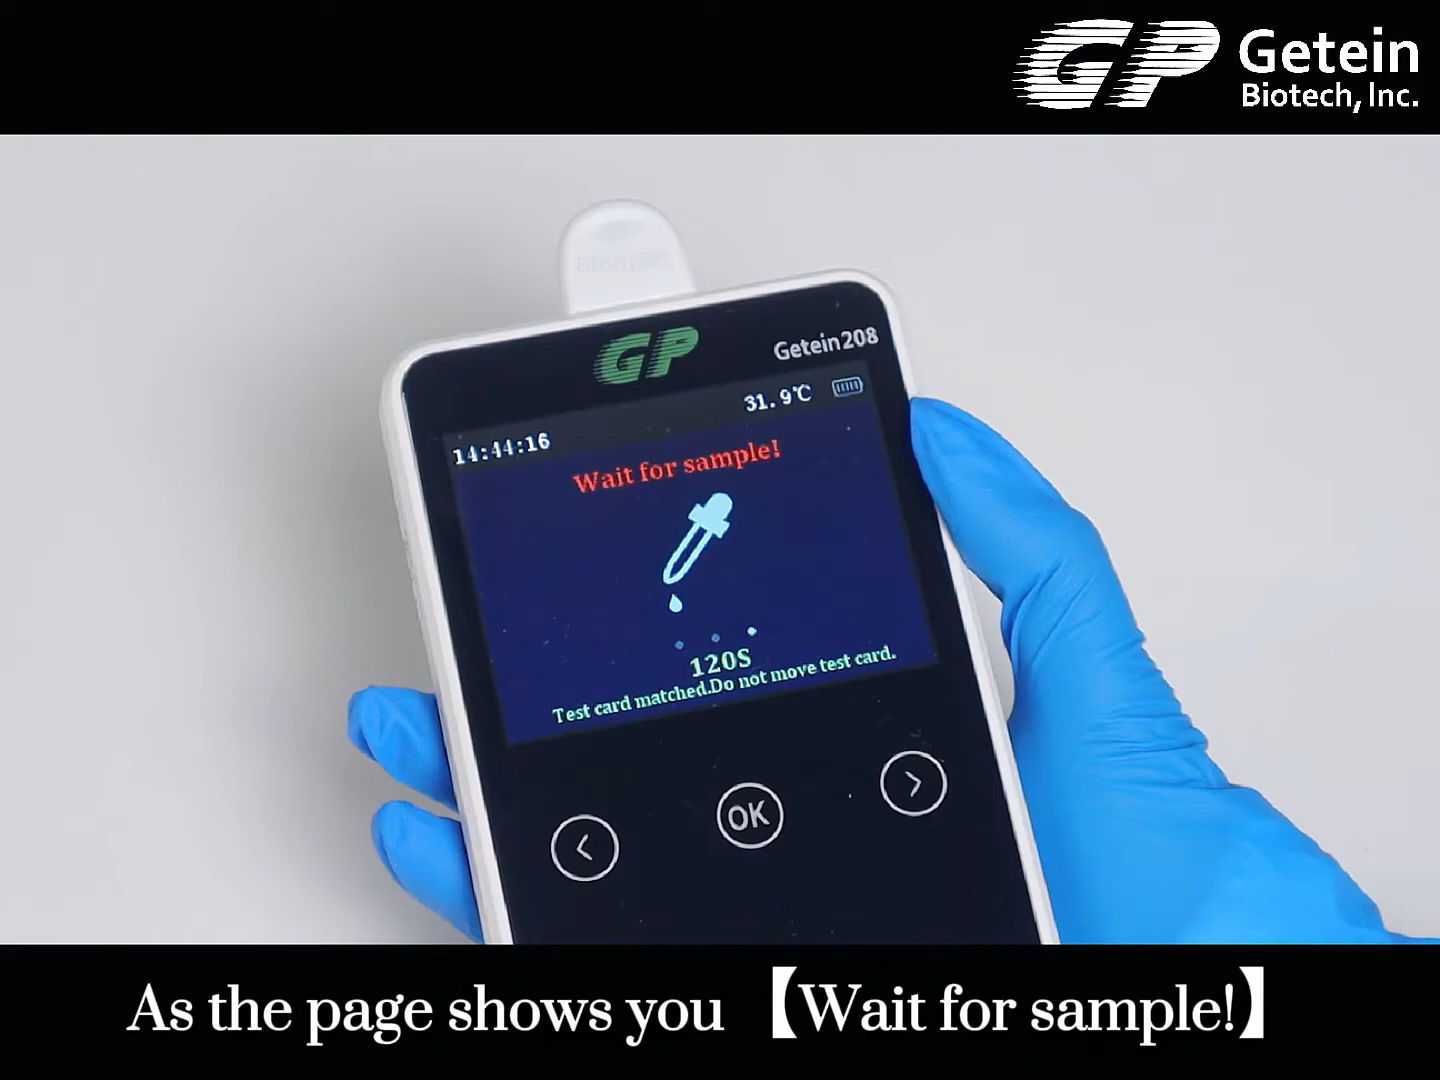 GP Getein
Biotech, Inc.
GP
Getein208
31.9℃
14:44:16
Wait for sample!
120S
Test card matched.Do not move test card.
OK
As the page shows you 【Wait for sample!】